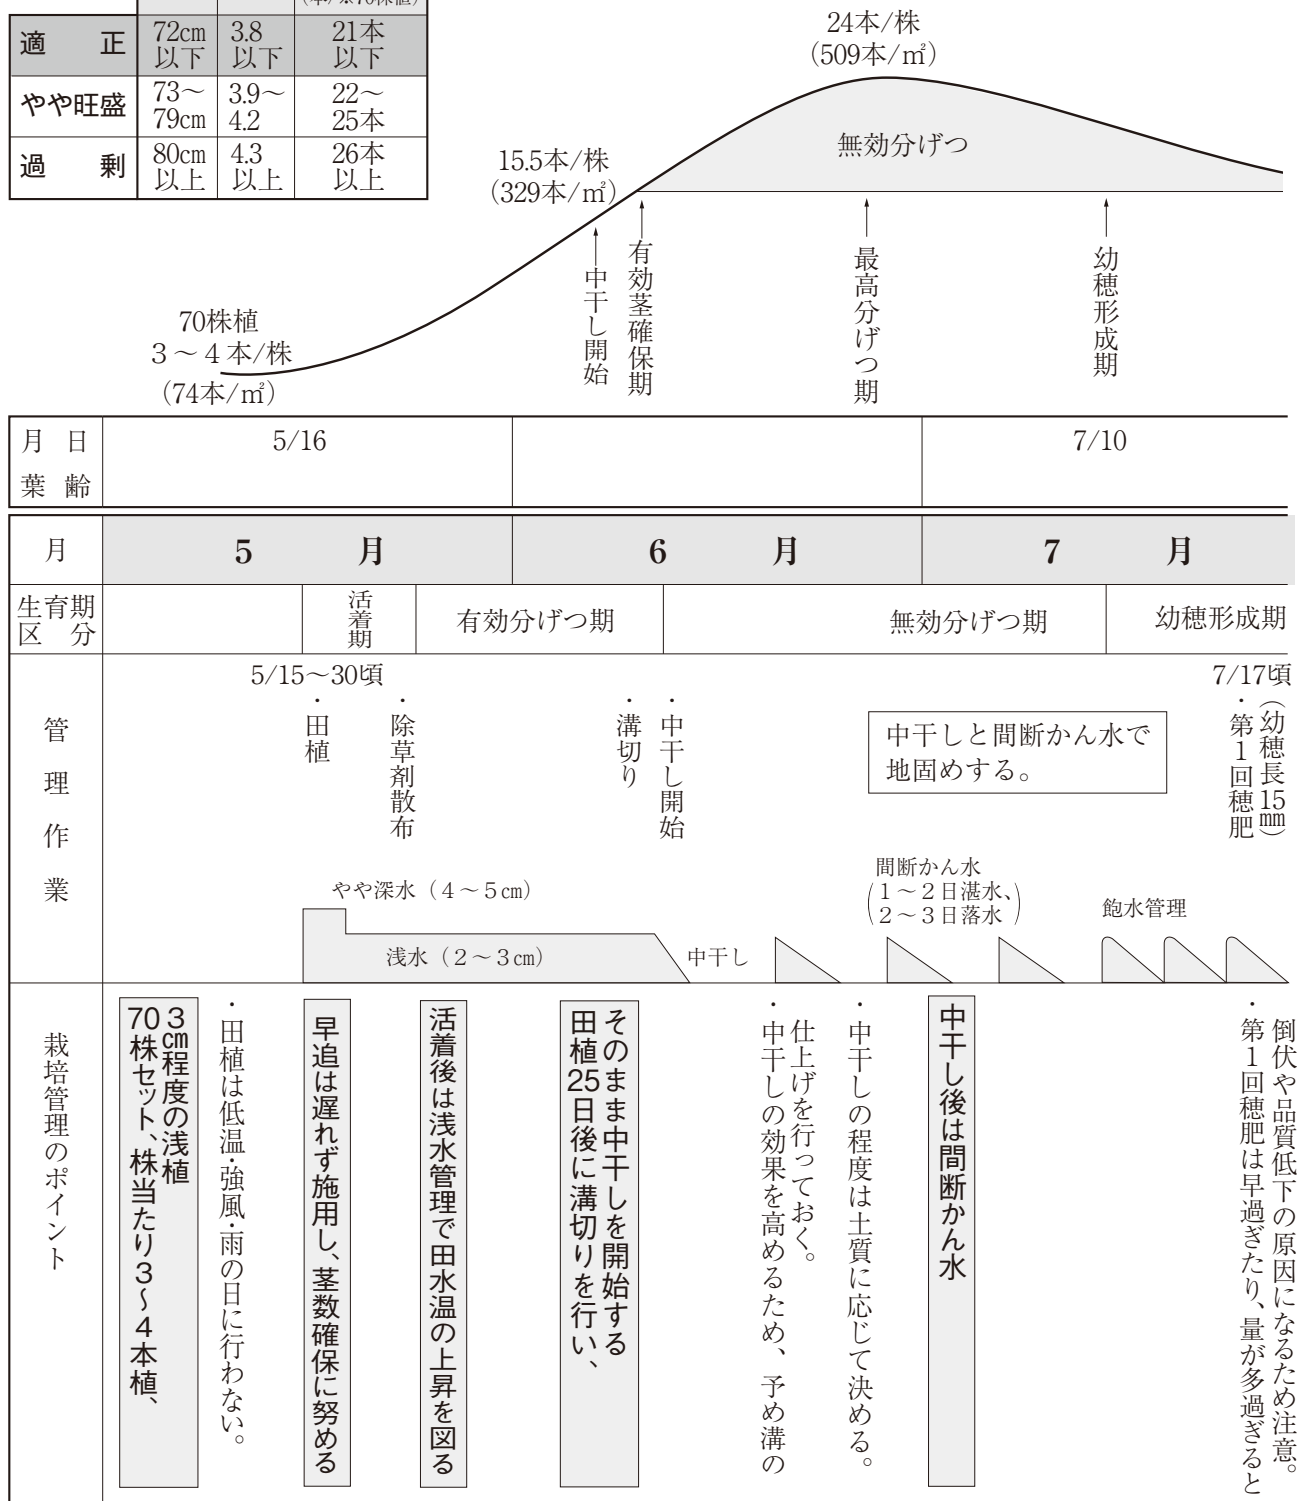 (本/※70株植)
適　正
72cm以下
3.8以下
21本以下
やや旺盛
73～79cm
3.9～4.2
22～25本
過　剰
80cm以上
4.3以上
26本以上
24本/株
(509本/㎡)
無効分げつ
15.5本/株
(329本/㎡)
中干し開始
有効茎確保期
最高分げつ期
幼穂形成期
70株植
3～4本/株
(74本/㎡)
月 日
5/16
7/10
葉 齢
月
5　月
6　月
7　月
生育期
区　分
活着期
有効分げつ期
無効分げつ期
幼穂形成期
管理作業
5/15～30頃
・田植
・除草剤散布
・溝切り
・中干し開始
中干しと間断かん水で
地固めする。
7/17頃
(幼穂長15㎜)
・第1回穂肥
やや深水（4～5㎝）
浅水（2～3㎝）
中干し
間断かん水
(1～2日湛水、
2～3日落水)
飽水管理
栽培管理のポイント
3㎝程度の浅植
70株セット、株当たり3～4本植、
・田植は低温・強風・雨の日に行わない。
早追は遅れず施用し、茎数確保に努める
活着後は浅水管理で田水温の上昇を図る
そのまま中干しを開始する
田植25日後に溝切りを行い、
・中干しの効果を高めるため、予め溝の
仕上げを行っておく。
・中干しの程度は土質に応じて決める。
中干し後は間断かん水
・第1回穂肥は早過ぎたり、量が多過ぎると
倒伏や品質低下の原因になるため注意。